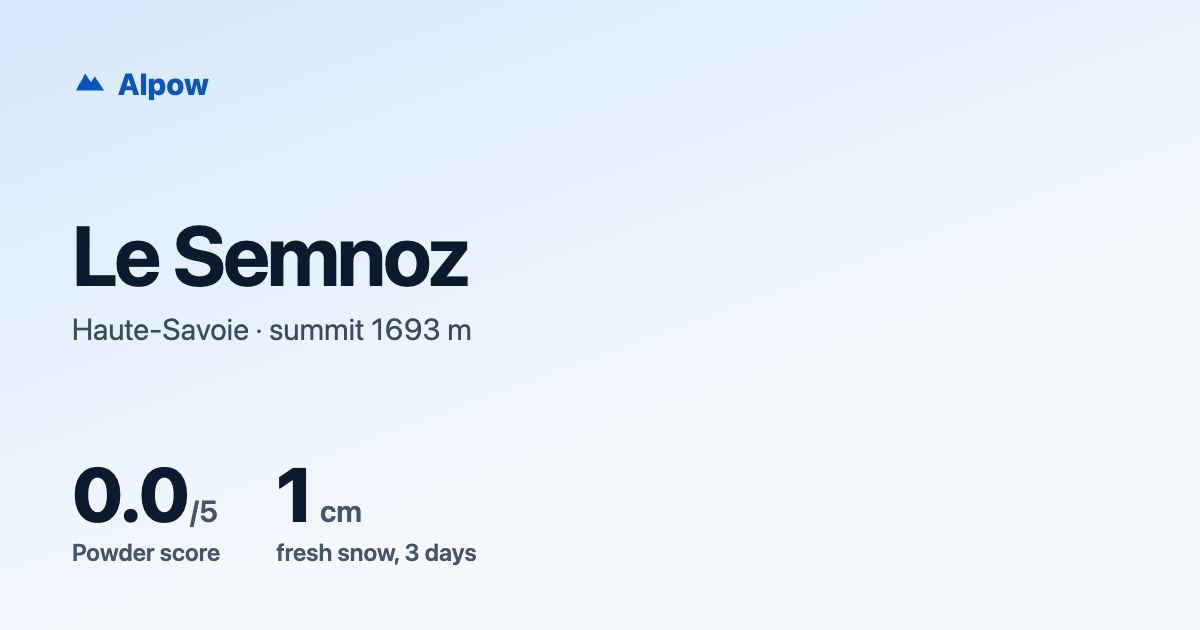 Alpow
Le Semnoz
Haute-Savoie · summit 1693 m
0.0/5 1 cm
Powder score fresh snow, 3 days